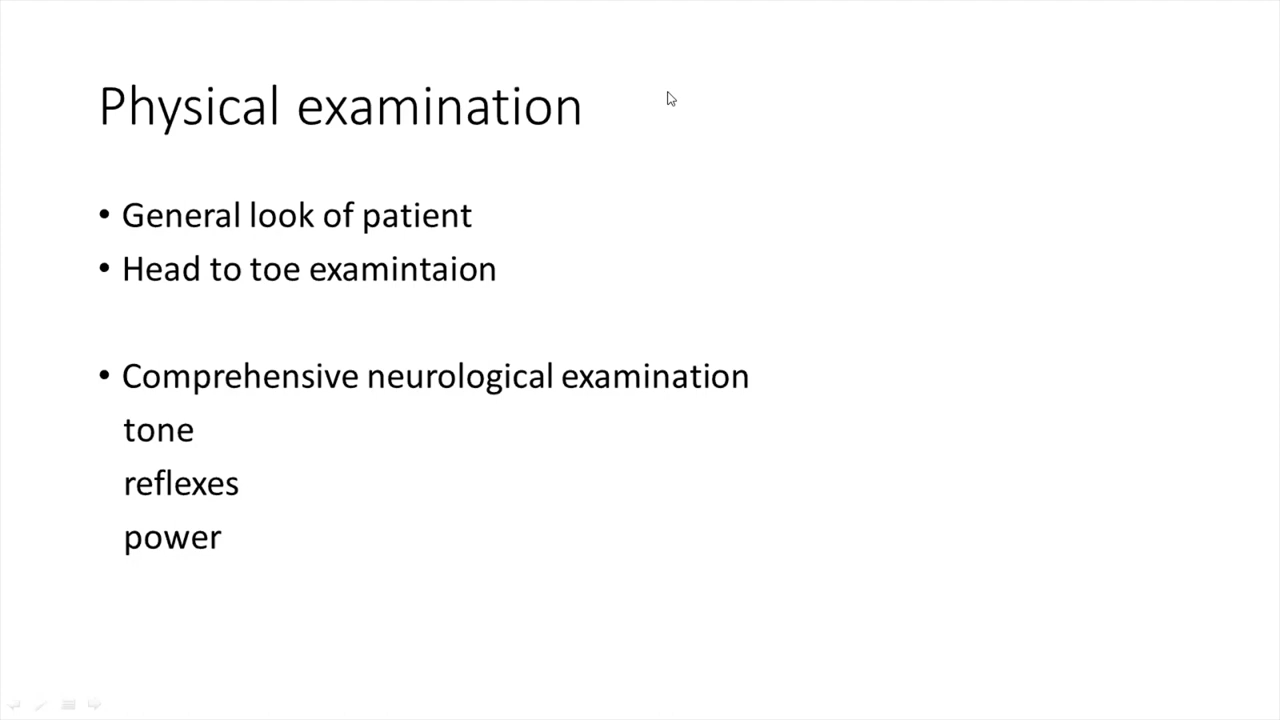 Physical examination
• General look of patient
• Head to toe examintaion
• Comprehensive neurological examination
tone
reflexes
power